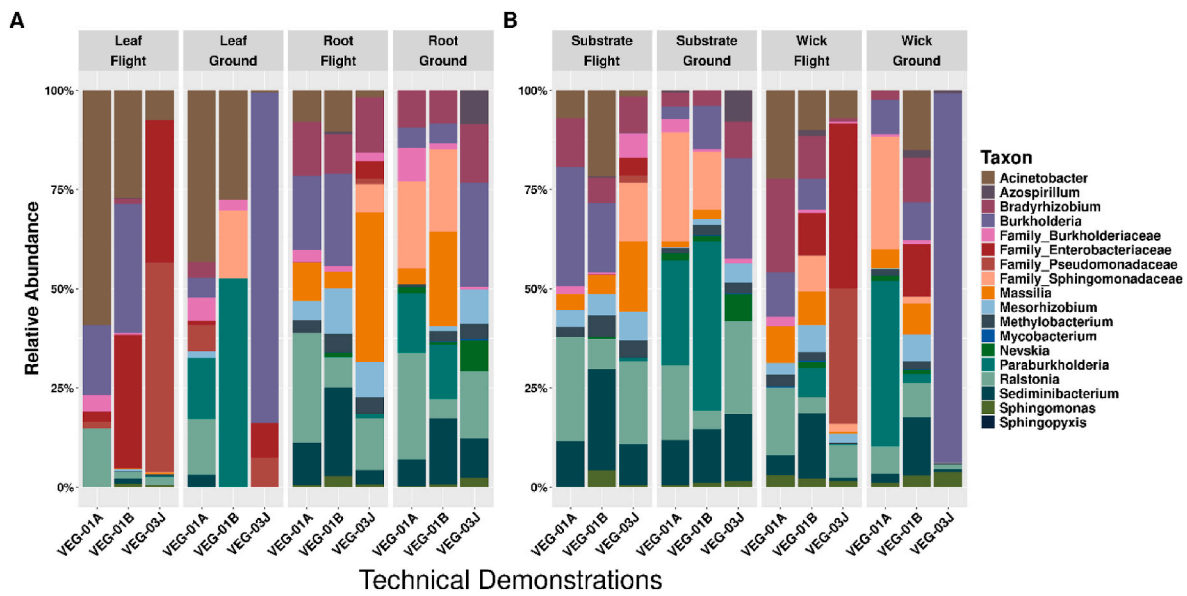 A
B
Leaf Flight
Leaf Ground
Root Flight
Root Ground
Substrate Flight
Substrate Ground
Wick Flight
Wick Ground
Relative Abundance
100%
75%
50%
25%
0%
100%
75%
50%
25%
0%
VEG-01A VEG-01B VEG-03J
VEG-01A VEG-01B VEG-03J
VEG-01A VEG-01B VEG-03J
VEG-01A VEG-01B VEG-03J
VEG-01A VEG-01B VEG-03J
VEG-01A VEG-01B VEG-03J
VEG-01A VEG-01B VEG-03J
VEG-01A VEG-01B VEG-03J
Technical Demonstrations
Taxon
Acinetobacter
Azospirillum
Bradyrhizobium
Burkholderia
Family_Burkholderiaceae
Family_Enterobacteriaceae
Family_Pseudomonadaceae
Family_Sphingomonadaceae
Massilia
Mesorhizobium
Methylobacterium
Mycobacterium
Nevskia
Paraburkholderia
Ralstonia
Sediminibacterium
Sphingomonas
Sphingopyxis